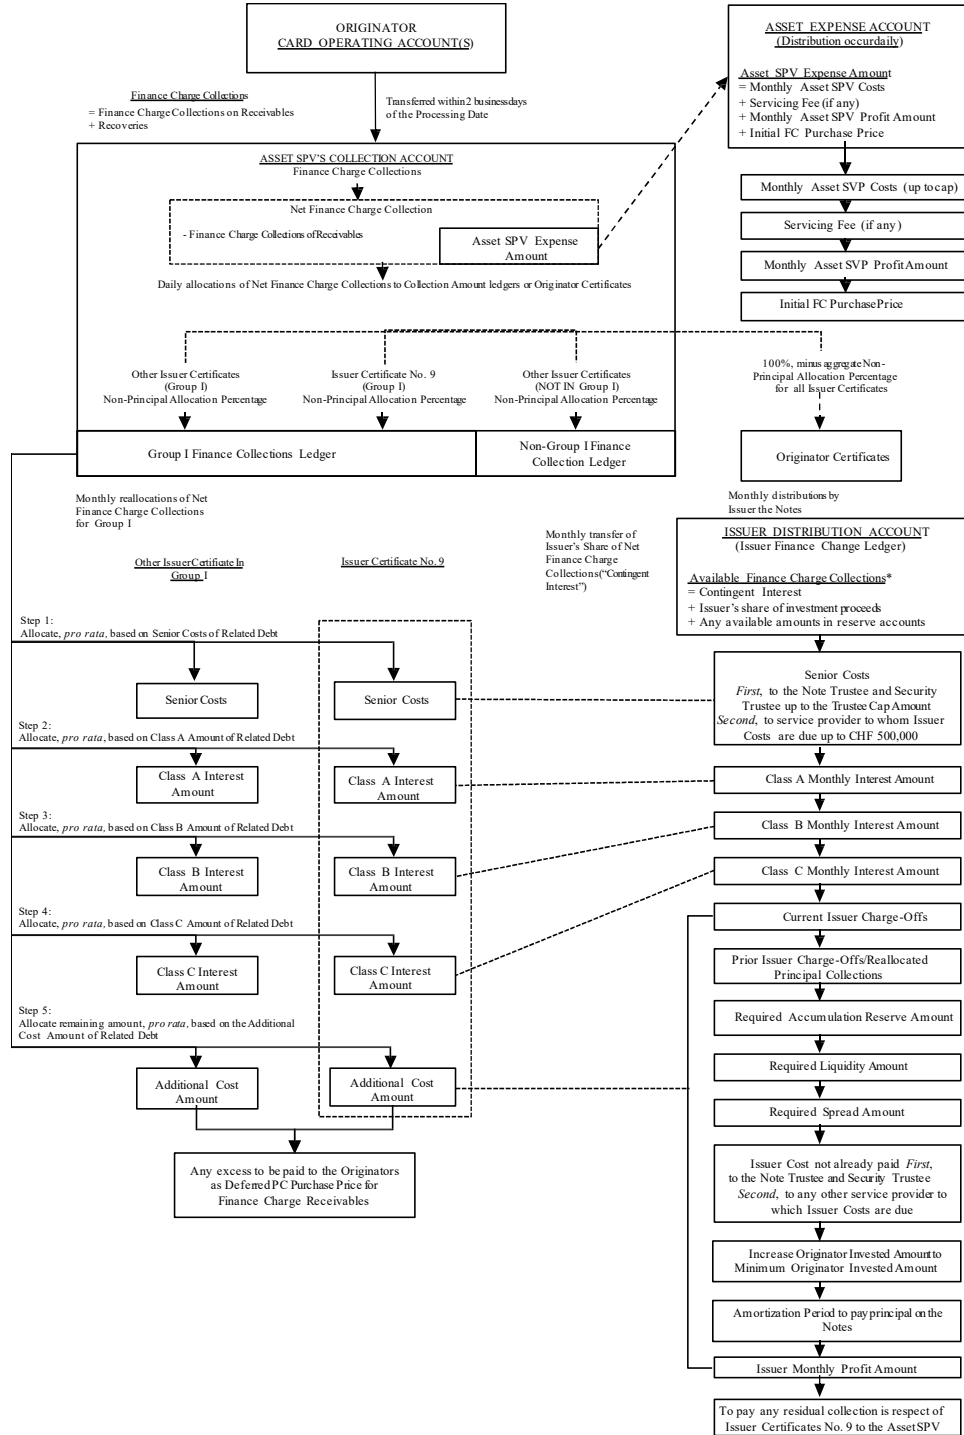 ORIGINATOR
CARD OPERATING ACCOUNT(S)
Finance Charge Collections
= Finance Charge Collections on Receivables
+ Recoveries
Transferred within 2 business days
of the Processing Date
ASSET EXPENSE ACCOUNT
(Distribution occur daily)
Asset SPV Expense Amount
= Monthly Asset SPV Costs
+ Servicing Fee (if any)
+ Monthly Asset SPV Profit Amount
+ Initial FC Purchase Price
Monthly Asset SVP Costs (up to cap)
Servicing Fee (if any)
Monthly Asset SVP Profit Amount
Initial FC Purchase Price
ASSET SPV'S COLLECTION ACCOUNT
Finance Charge Collections
Net Finance Charge Collection
- Finance Charge Collections of Receivables
Asset SPV Expense
Amount
Daily allocations of Net Finance Charge Collections to Collection Amount ledgers or Originator Certificates
Other Issuer Certificates
(Group I)
Non-Principal Allocation Percentage
Issuer Certificate No. 9
(Group I)
Non-Principal Allocation Percentage
Other Issuer Certificates
(NOT IN Group I)
Non-Principal Allocation Percentage
100%, minus aggregate Non-
Principal Allocation Percentage
for all Issuer Certificates
Group I Finance Collections Ledger
Non-Group I Finance
Collection Ledger
Originator Certificates
Monthly reallocations of Net
Finance Charge Collections
for Group I
Monthly distributions by
Issuer the Notes
Monthly transfer of
Issuer's Share of Net
Finance Charge
Collections ("Contingent
Interest")
ISSUER DISTRIBUTION ACCOUNT
(Issuer Finance Change Ledger)
Available Finance Charge Collections*
= Contingent Interest
+ Issuer's share of investment proceeds
+ Any available amounts in reserve accounts
Other Issuer Certificate In
Group I
Issuer Certificate No. 9
Step 1:
Allocate, pro rata, based on Senior Costs of Related Debt
Senior Costs
Senior Costs
Senior Costs
First, to the Note Trustee and Security
Trustee up to the Trustee Cap Amount
Second, to service provider to whom Issuer
Costs are due up to CHF 500,000
Step 2:
Allocate, pro rata, based on Class A Amount of Related Debt
Class A Interest
Amount
Class A Interest
Amount
Class A Monthly Interest Amount
Step 3:
Allocate, pro rata, based on Class B Amount of Related Debt
Class B Interest
Amount
Class B Interest
Amount
Class B Monthly Interest Amount
Class C Monthly Interest Amount
Step 4:
Allocate, pro rata, based on Class C Amount of Related Debt
Class C Interest
Amount
Class C Interest
Amount
Current Issuer Charge-Offs
Prior Issuer Charge-Offs/Reallocated
Principal Collections
Required Accumulation Reserve Amount
Step 5:
Allocate remaining amount, pro rata, based on the Additional
Cost Amount of Related Debt
Additional Cost
Amount
Additional Cost
Amount
Required Liquidity Amount
Required Spread Amount
Any excess to be paid to the Originators
as Deferred PC Purchase Price for
Finance Charge Receivables
Issuer Cost not already paid First,
to the Note Trustee and Security Trustee
Second, to any other service provider to
which Issuer Costs are due
Increase Originator Invested Amount to
Minimum Originator Invested Amount
Amortization Period to pay principal on the
Notes
Issuer Monthly Profit Amount
To pay any residual collection is respect of
Issuer Certificates No. 9 to the Asset SPV